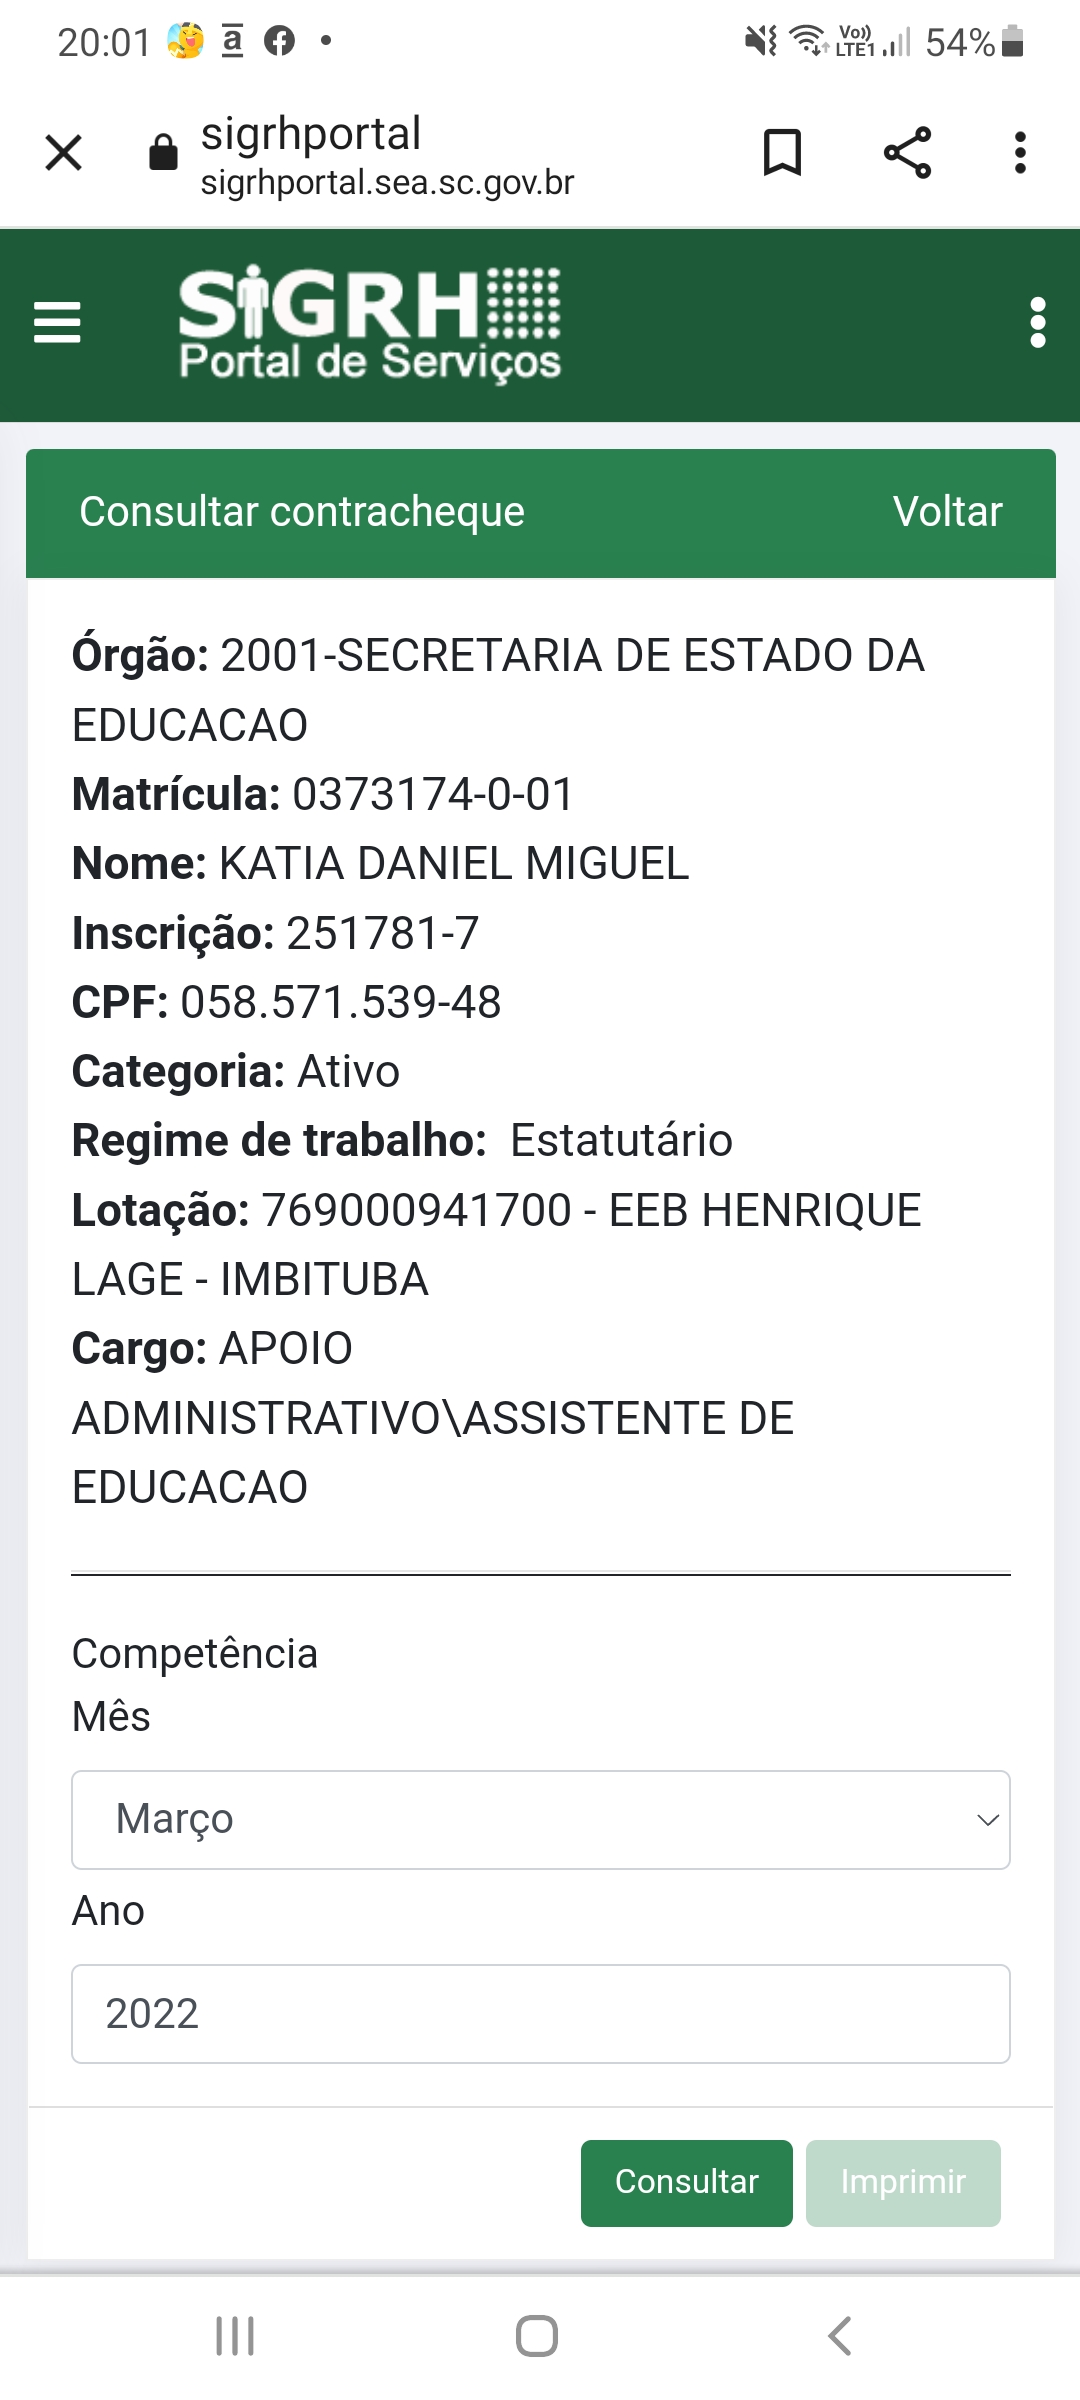 20:01 a 54%
Vo)) LTE1
sigrhportal
sigrhportal.sea.sc.gov.br
SIGRH
Portal de Serviços
Consultar contracheque Voltar
Órgão: 2001-SECRETARIA DE ESTADO DA
EDUCACAO
Matrícula: 0373174-0-01
Nome: KATIA DANIEL MIGUEL
Inscrição: 251781-7
CPF: 058.571.539-48
Categoria: Ativo
Regime de trabalho: Estatutário
Lotação: 769000941700 - EEB HENRIQUE
LAGE - IMBITUBA
Cargo: APOIO
ADMINISTRATIVO\ASSISTENTE DE
EDUCACAO
Competência
Mês
Março
Ano
2022
Consultar Imprimir